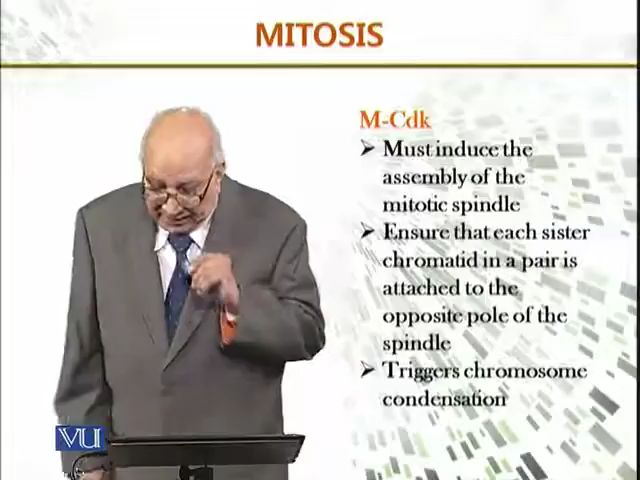 MITOSIS
M-Cdk
➢ Must induce the
assembly of the
mitotic spindle
➢ Ensure that each sister
chromatid in a pair is
attached to the
opposite pole of the
spindle
➢ Triggers chromosome
condensation
VU